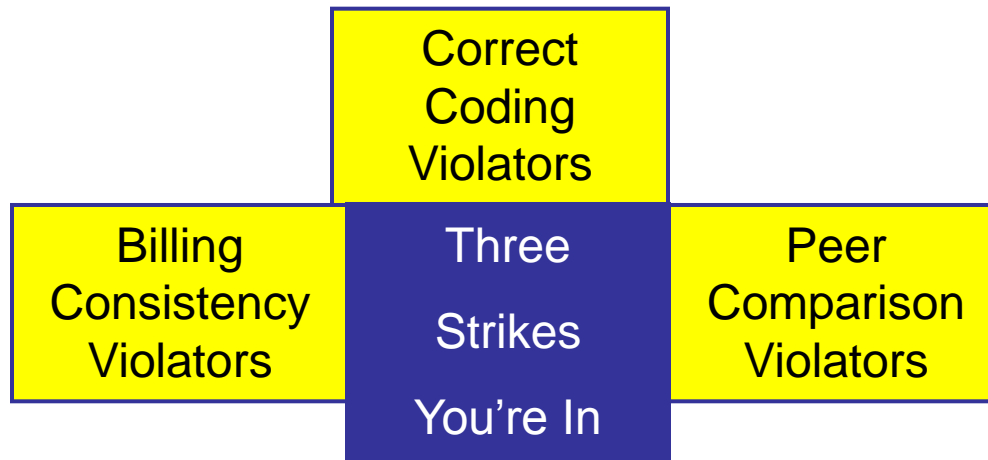 Correct
Coding
Violators
Billing
Consistency
Violators
Three
Strikes
You’re In
Peer
Comparison
Violators